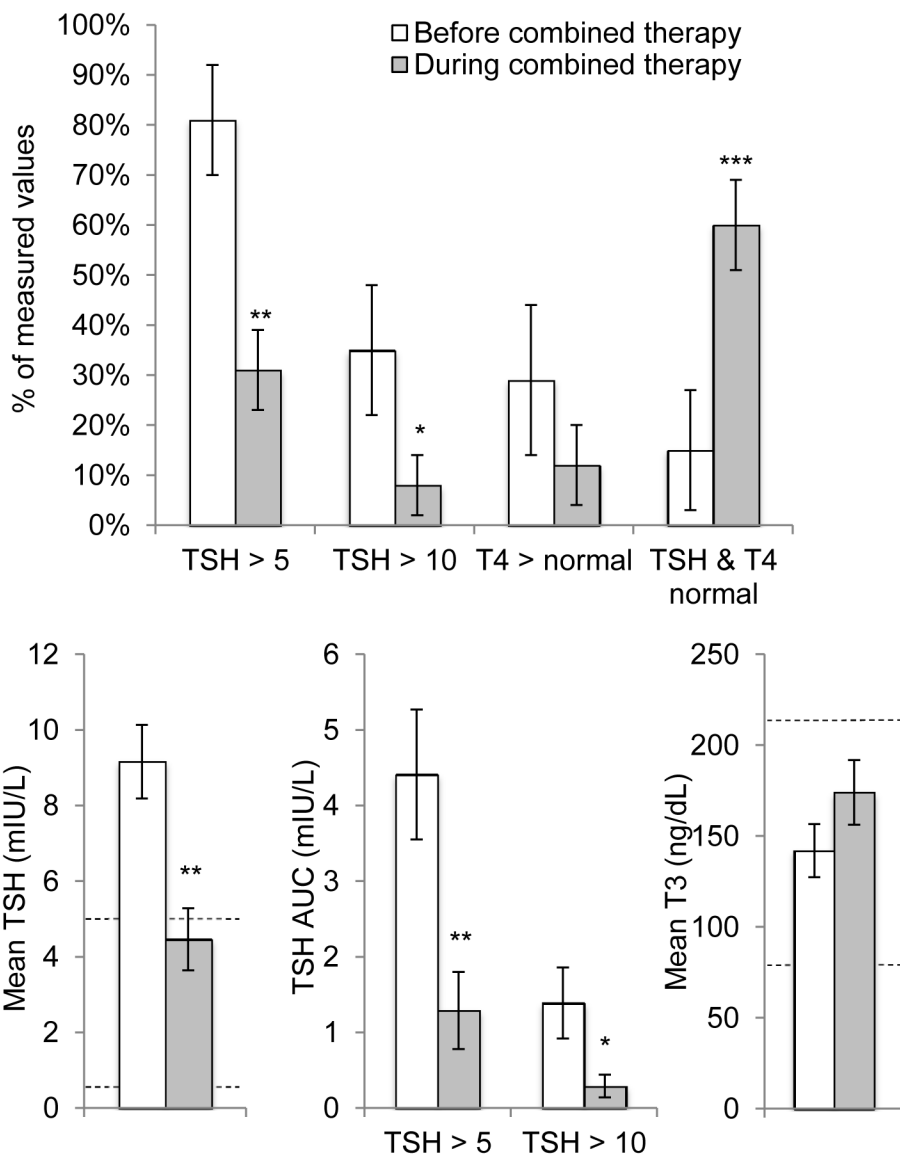 100%
90%
80%
70%
60%
50%
40%
30%
20%
10%
0%
% of measured values
Before combined therapy
During combined therapy
**
*
***
TSH > 5
TSH > 10
T4 > normal
TSH & T4
normal
12
10
8
6
4
2
0
Mean TSH (mIU/L)
**
6
5
4
3
2
1
0
TSH AUC (mIU/L)
**
*
TSH > 5
TSH > 10
250
200
150
100
50
0
Mean T3 (ng/dL)